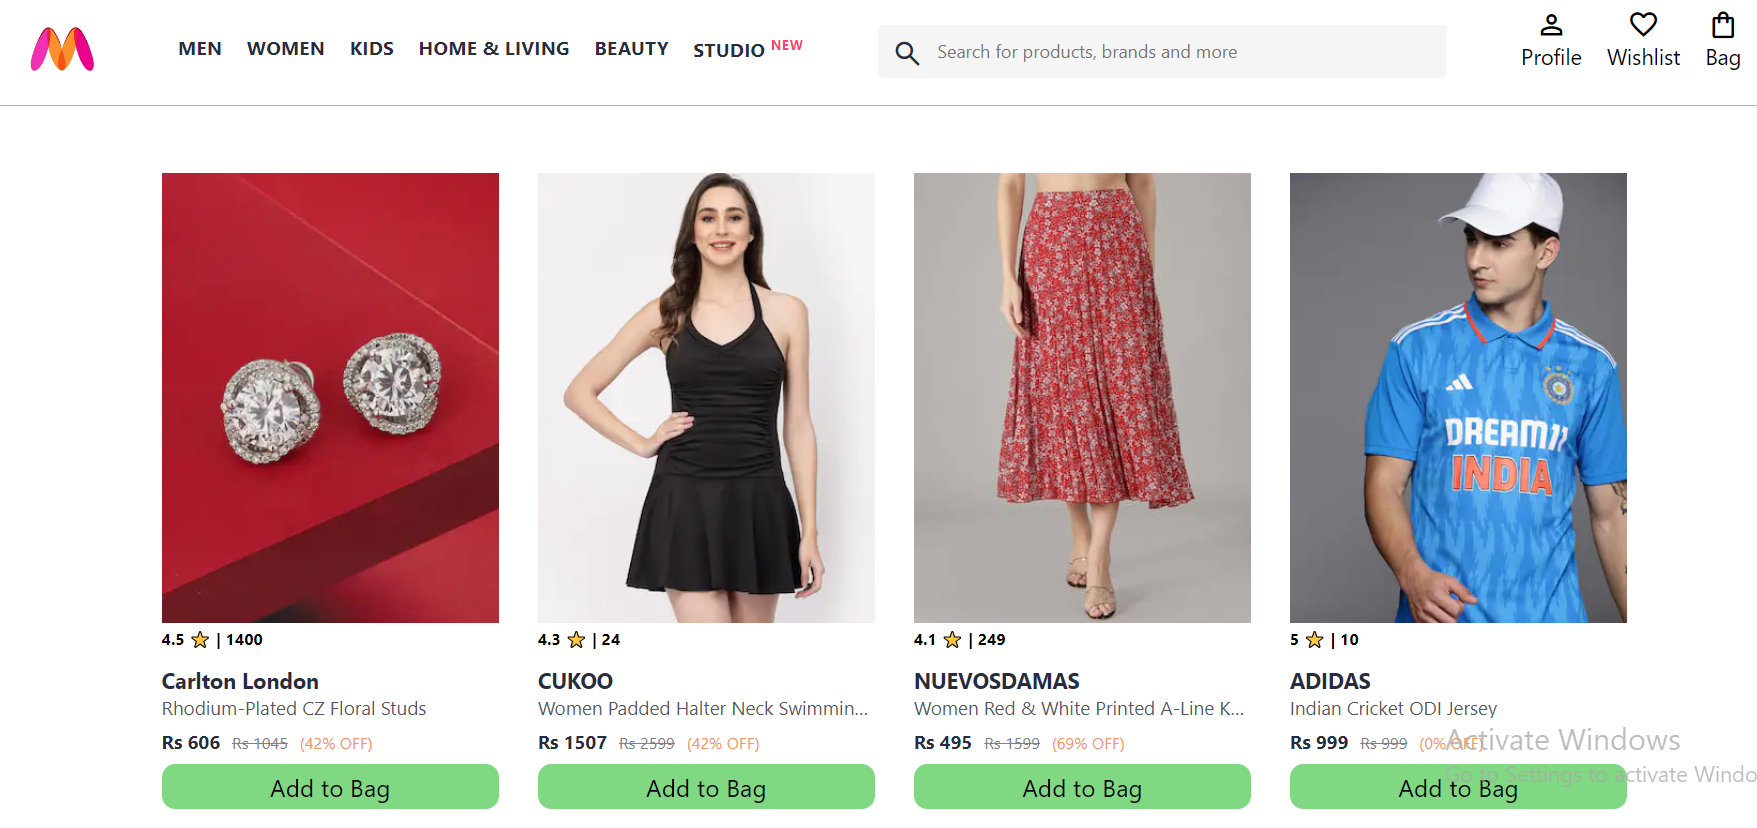 MEN WOMEN KIDS HOME & LIVING BEAUTY STUDIO NEW
Search for products, brands and more
Profile Wishlist Bag
DREAM11
INDIA
4.5 | 1400
Carlton London
Rhodium-Plated CZ Floral Studs
Rs 606 Rs 1045 (42% OFF)
Add to Bag
4.3 | 24
CUKOO
Women Padded Halter Neck Swimmin...
Rs 1507 Rs 2599 (42% OFF)
Add to Bag
4.1 | 249
NUEVOSDAMAS
Women Red & White Printed A-Line K...
Rs 495 Rs 1599 (69% OFF)
Add to Bag
5 | 10
ADIDAS
Indian Cricket ODI Jersey
Rs 999 Rs 999 (0% OFF)
Add to Bag
Activate Windows
Go to Settings to activate Windo